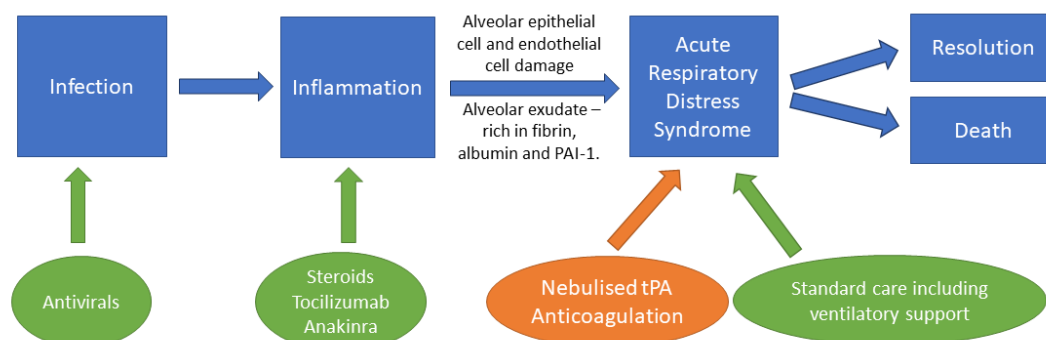 Infection
Inflammation
Alveolar epithelial
cell and endothelial
cell damage
Alveolar exudate –
rich in fibrin,
albumin and PAI-1.
Acute
Respiratory
Distress
Syndrome
Resolution
Death
Antivirals
Steroids
Tocilizumab
Anakinra
Nebulised tPA
Anticoagulation
Standard care including
ventilatory support